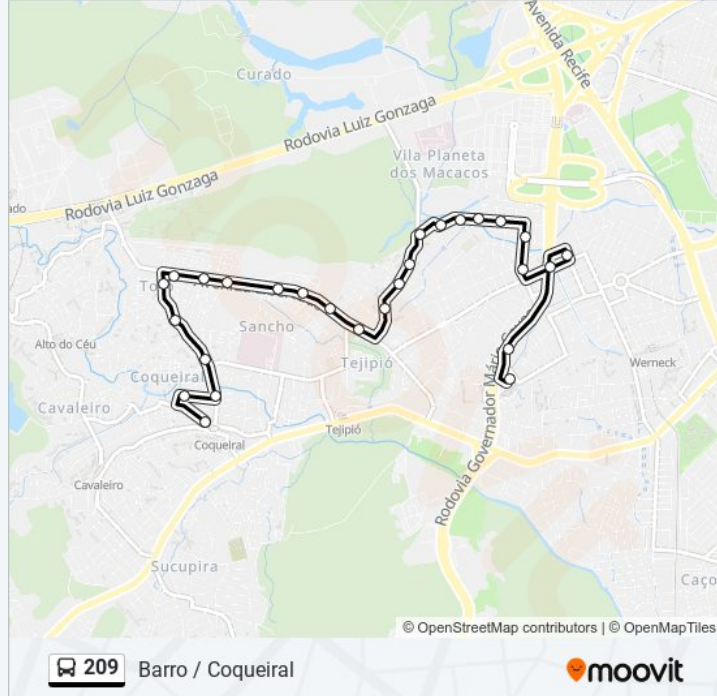 Avenida Recife
Curado
Rodovia Luiz Gonzaga
Vila Planeta
dos Macacos
Rodovia Luiz Gonzaga
ado
Sancho
Alto do Céu
Tejipió
Werneck
Coqueiral
Cavaleiro
Rodovia Governador Mário
Tejipió
Coqueiral
Cavaleiro
Sucupira
Caço
© OpenStreetMap contributors | © OpenMapTiles
209 Barro / Coqueiral
moovit